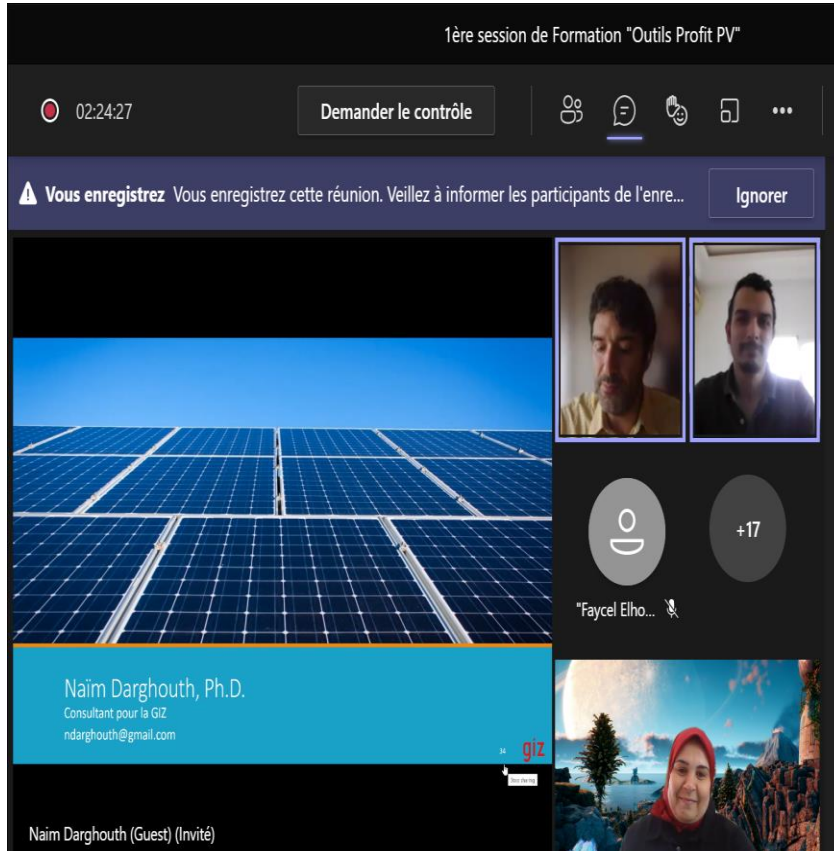 1ère session de Formation "Outils Profit PV"
02:24:27
Demander le contrôle
Vous enregistrez Vous enregistrez cette réunion. Veillez à informer les participants de l'enre...
Ignorer
+17
"Faycel Elho...
Naïm Darghouth, Ph.D.
Consultant pour la GIZ
ndarghouth@gmail.com
34
giz
Naim Darghouth (Guest) (Invité)